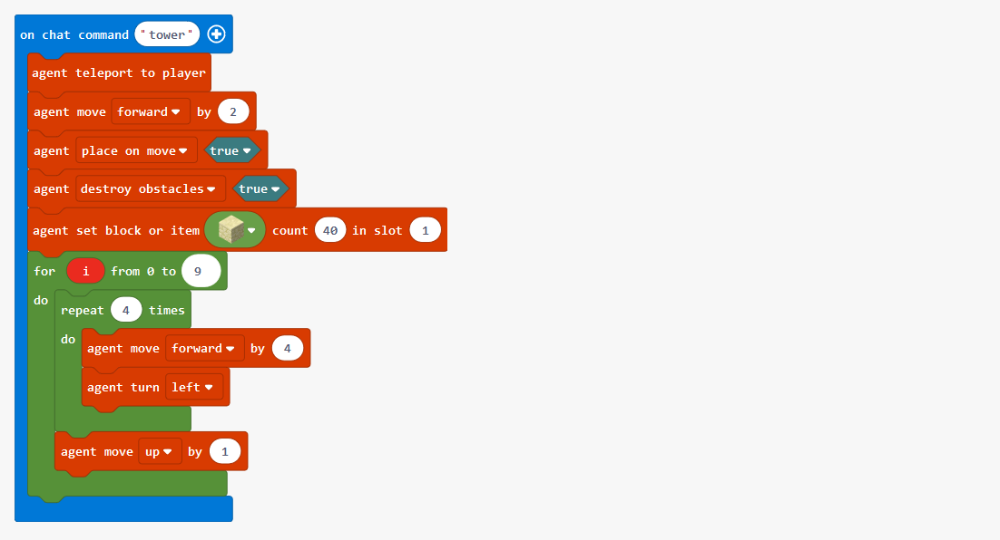 on chat command "tower"
agent teleport to player
agent move forward by 2
agent place on move true
agent destroy obstacles true
agent set block or item count 40 in slot 1
for i from 0 to 9
do
repeat 4 times
do
agent move forward by 4
agent turn left
agent move up by 1